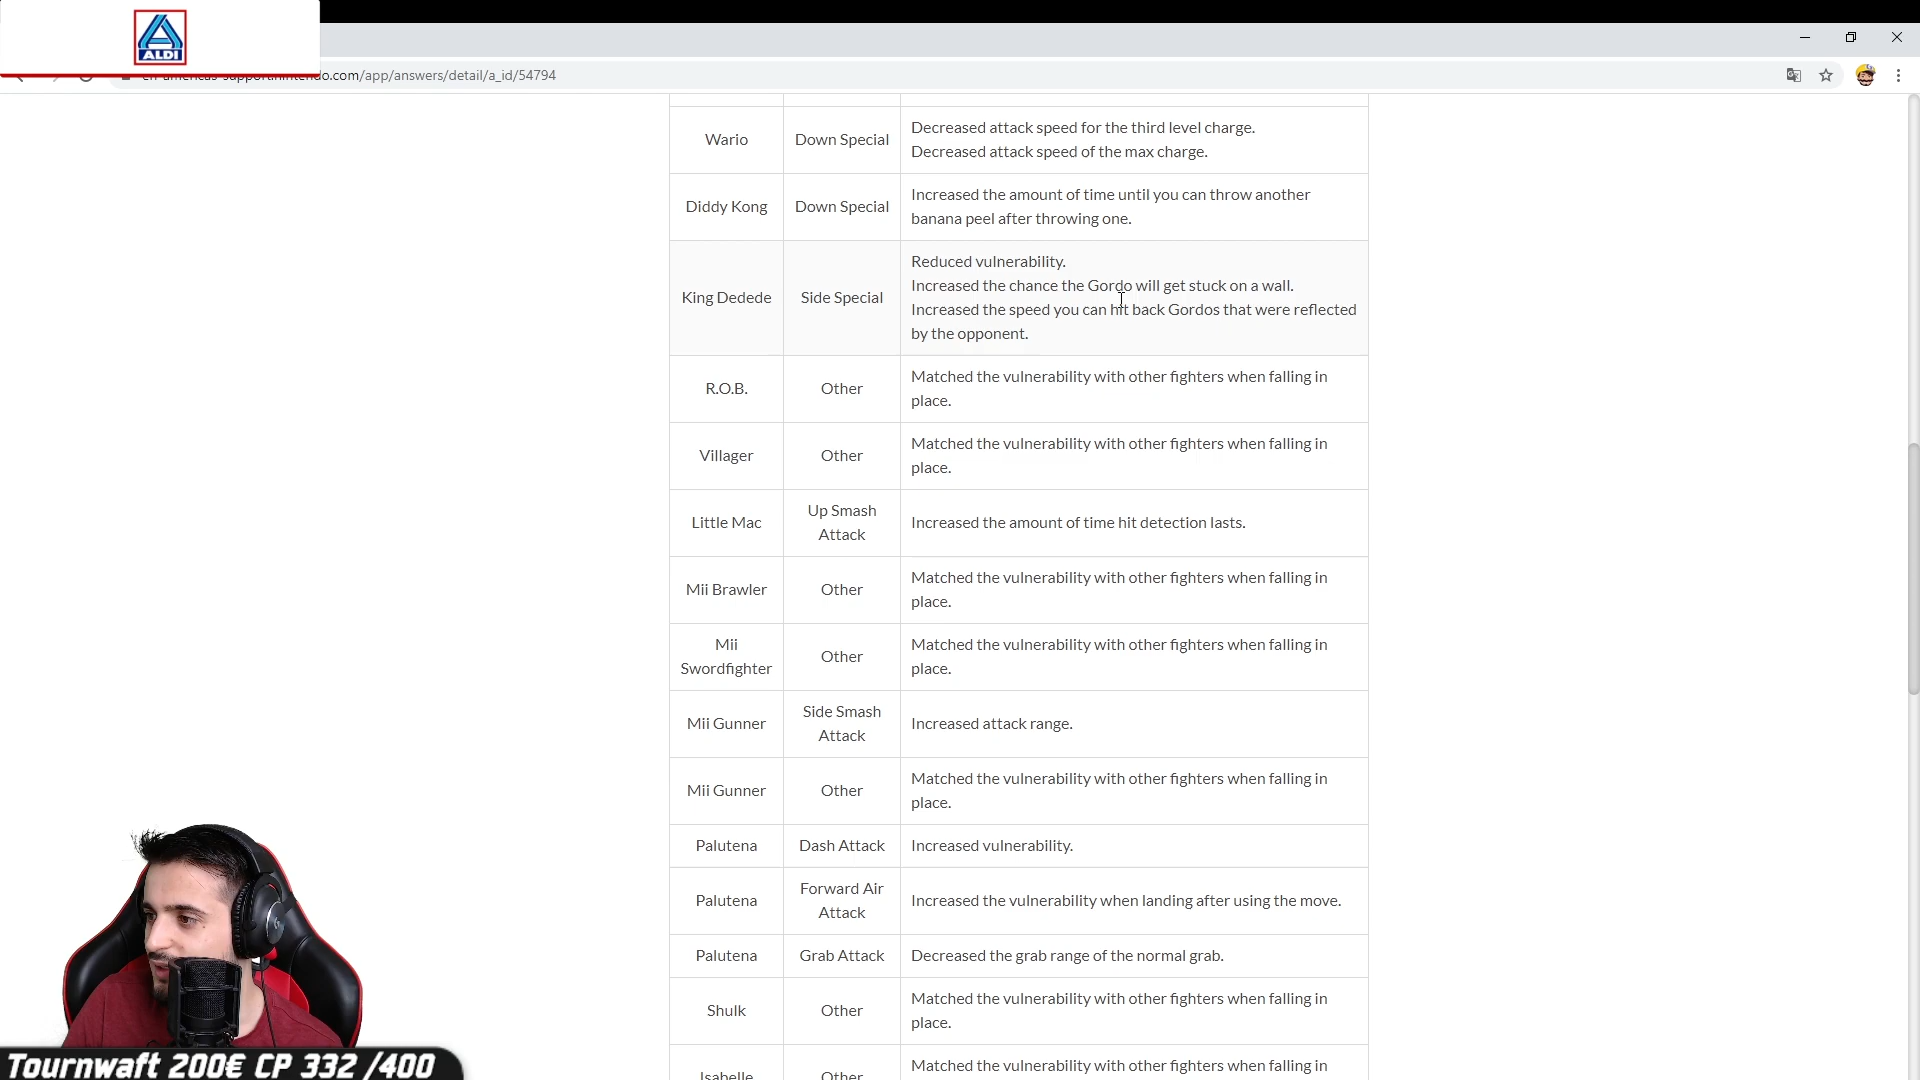 ALDI
.com/app/answers/detail/a_id/54794
Wario
Down Special
Decreased attack speed for the third level charge.
Decreased attack speed of the max charge.
Diddy Kong
Down Special
Increased the amount of time until you can throw another
banana peel after throwing one.
King Dedede
Side Special
Reduced vulnerability.
Increased the chance the Gordo will get stuck on a wall.
Increased the speed you can hit back Gordos that were reflected
by the opponent.
R.O.B.
Other
Matched the vulnerability with other fighters when falling in
place.
Villager
Other
Matched the vulnerability with other fighters when falling in
place.
Little Mac
Up Smash
Attack
Increased the amount of time hit detection lasts.
Mii Brawler
Other
Matched the vulnerability with other fighters when falling in
place.
Mii
Swordfighter
Other
Matched the vulnerability with other fighters when falling in
place.
Mii Gunner
Side Smash
Attack
Increased attack range.
Mii Gunner
Other
Matched the vulnerability with other fighters when falling in
place.
Palutena
Dash Attack
Increased vulnerability.
Palutena
Forward Air
Attack
Increased the vulnerability when landing after using the move.
Palutena
Grab Attack
Decreased the grab range of the normal grab.
Shulk
Other
Matched the vulnerability with other fighters when falling in
place.
Isabelle
Other
Matched the vulnerability with other fighters when falling in
Tournwaft 200€ CP 332 /400